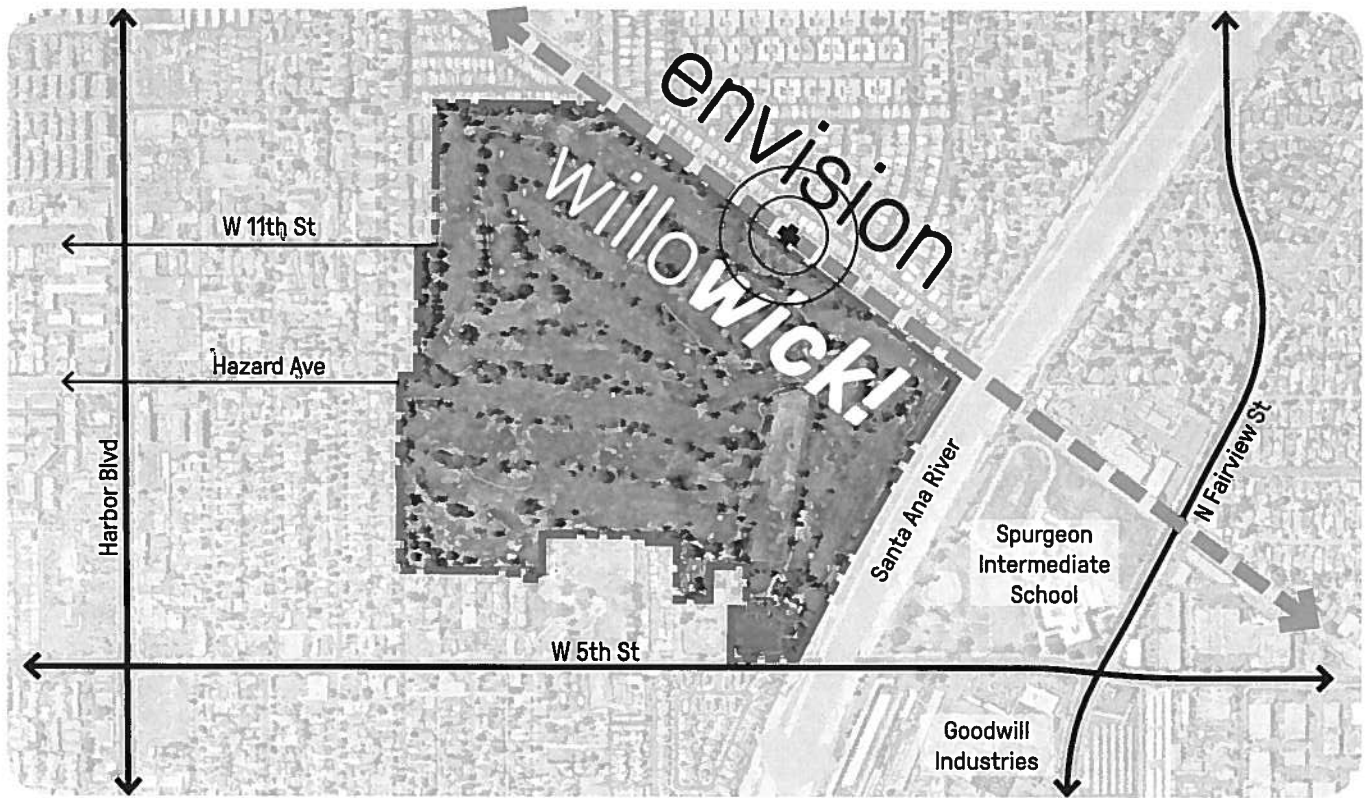 envision
willowick!
W 11th St
Hazard Ave
Harbor Blvd
N Fairview St
Santa Ana River
Spurgeon
Intermediate
School
W 5th St
Goodwill
Industries